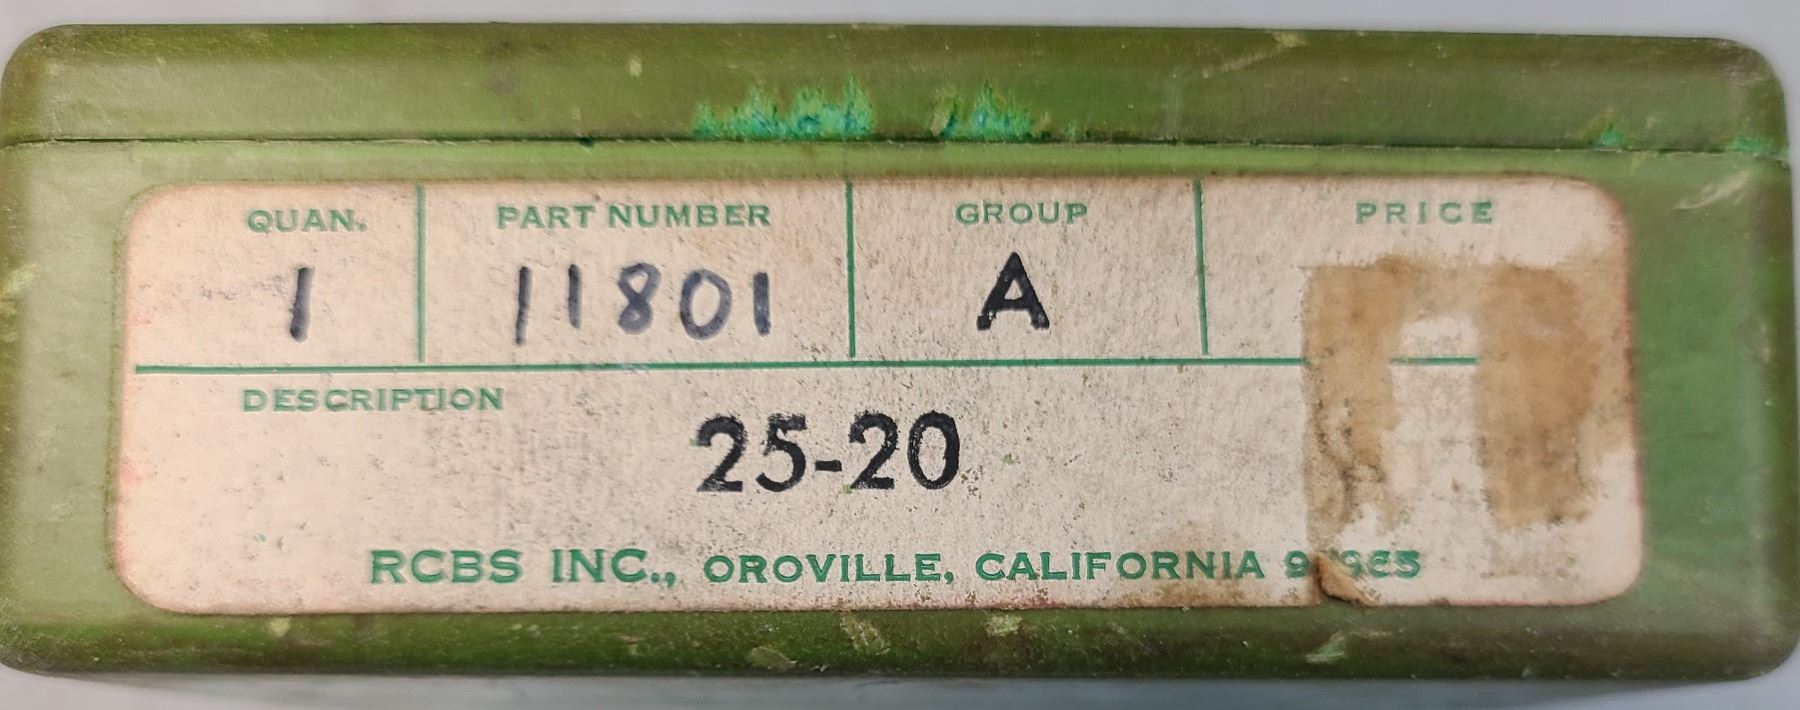 QUAN. PART NUMBER GROUP PRICE
1 11801 A
DESCRIPTION
25-20
RCBS INC., OROVILLE, CALIFORNIA